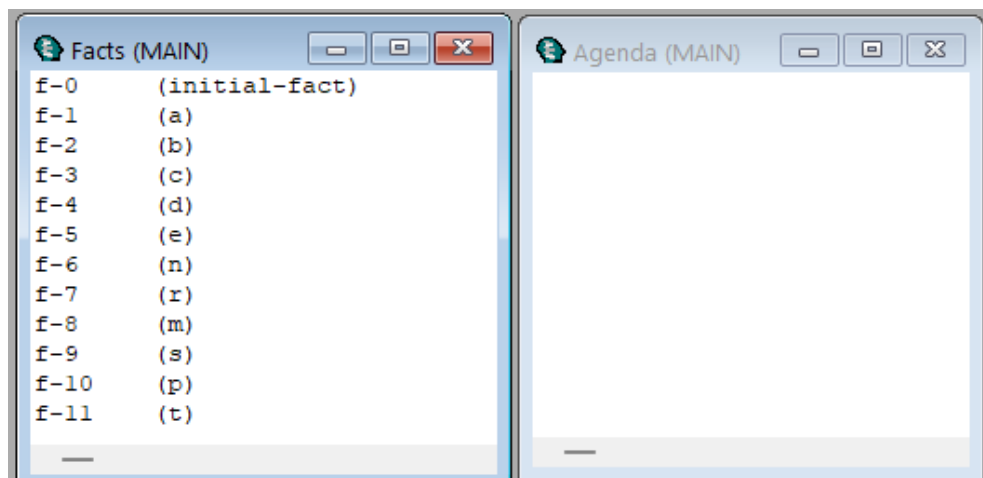 Facts (MAIN)
f-0 (initial-fact)
f-1 (a)
f-2 (b)
f-3 (c)
f-4 (d)
f-5 (e)
f-6 (n)
f-7 (r)
f-8 (m)
f-9 (s)
f-10 (p)
f-11 (t)
Agenda (MAIN)